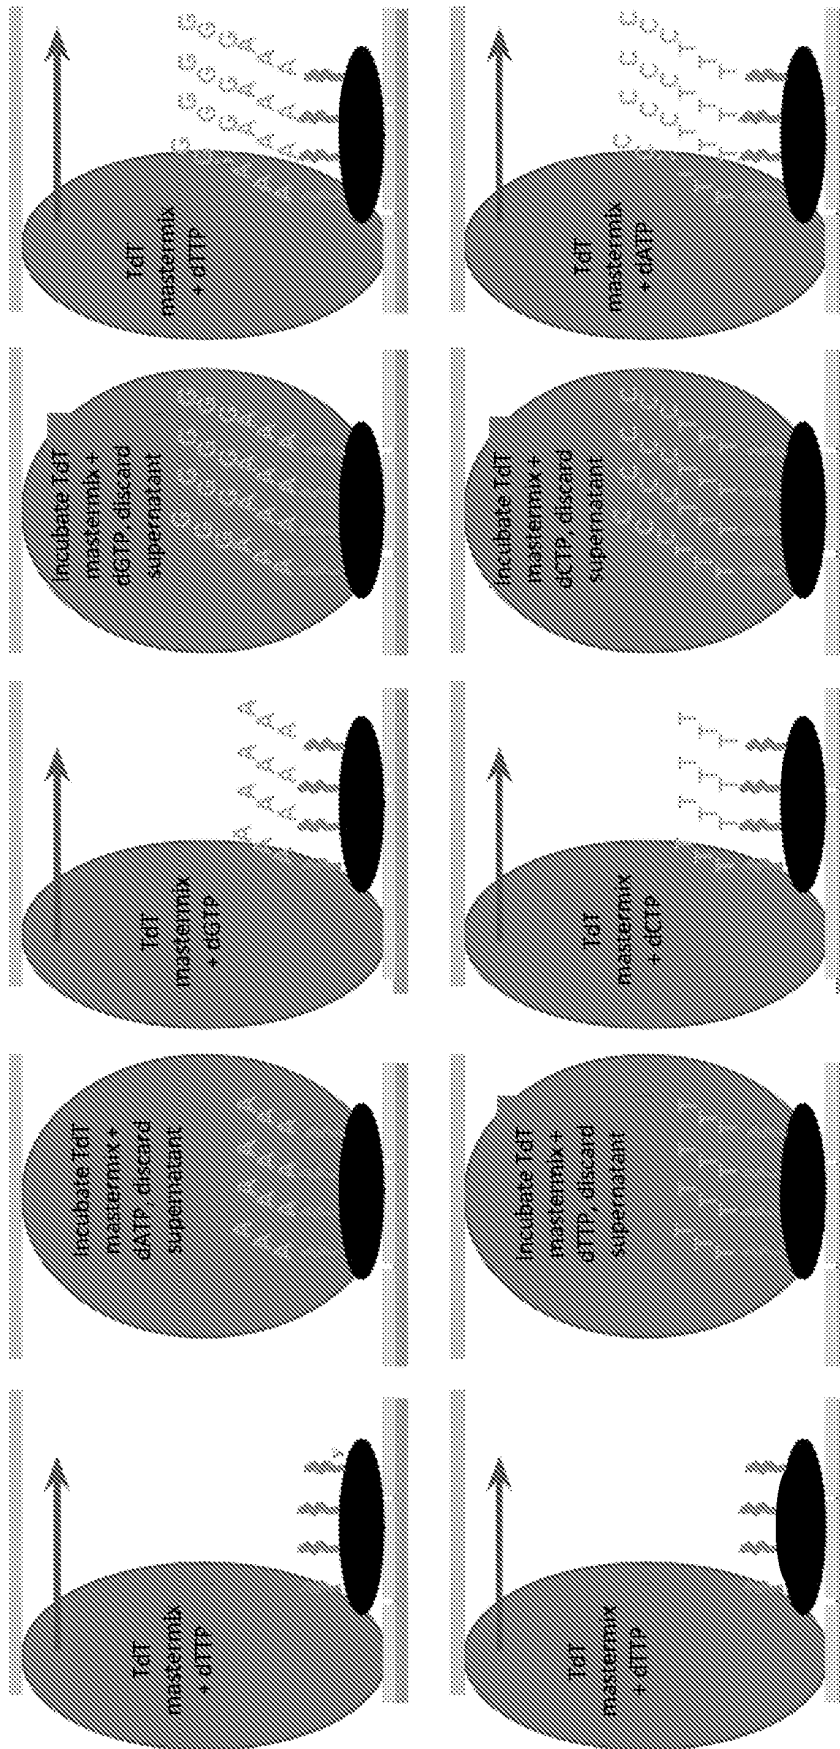 TdT
mastermix
+ dTTP
Incubate TdT
mastermix+
dATP, discard
supernatant
TdT
mastermix
+ dGTP
A A A A
A A A
A A A
Incubate TdT
mastermix+
dGTP, discard
supernatant
TdT
mastermix
+ dTTP
G G G G
G G G
G G G
A A A
A A A
A A A
TdT
mastermix
+ dTTP
Incubate TdT
mastermix +
dTTP, discard
supernatant
TdT
mastermix
+ dCTP
T T T
T T T
T T T
Incubate TdT
mastermix+
dCTP, discard
supernatant
TdT
mastermix
+ dATP
C C C C
C C C
C C C
T T T
T T T
T T T